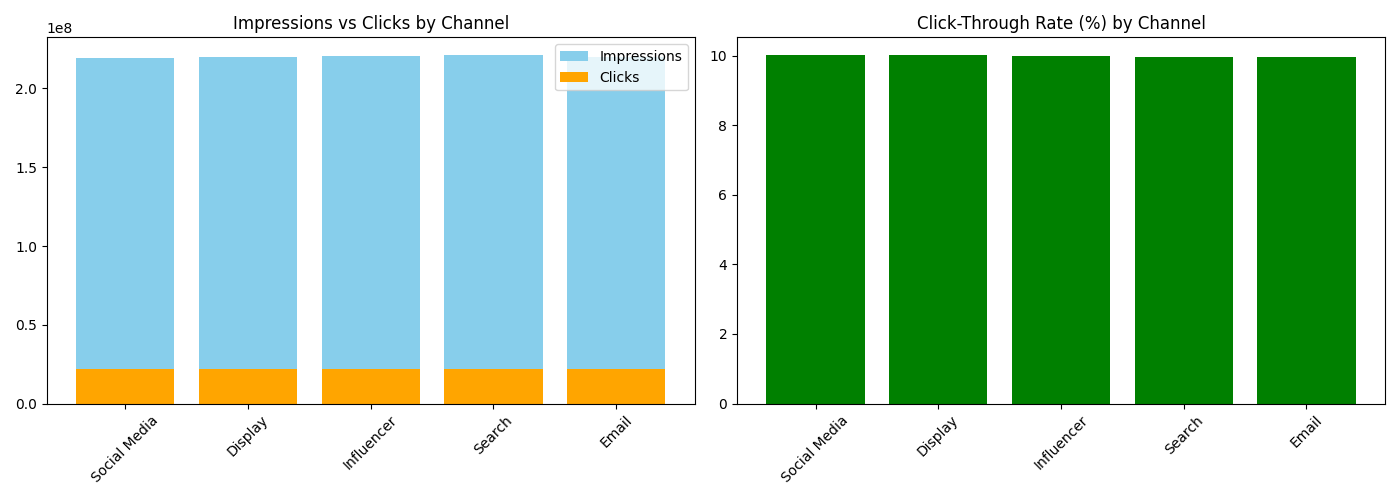 Impressions vs Clicks by Channel
1e8
2.0
1.5
1.0
0.5
0.0
Impressions
Clicks
Social Media
Display
Influencer
Search
Email
Click-Through Rate (%) by Channel
10
8
6
4
2
0
Social Media
Display
Influencer
Search
Email